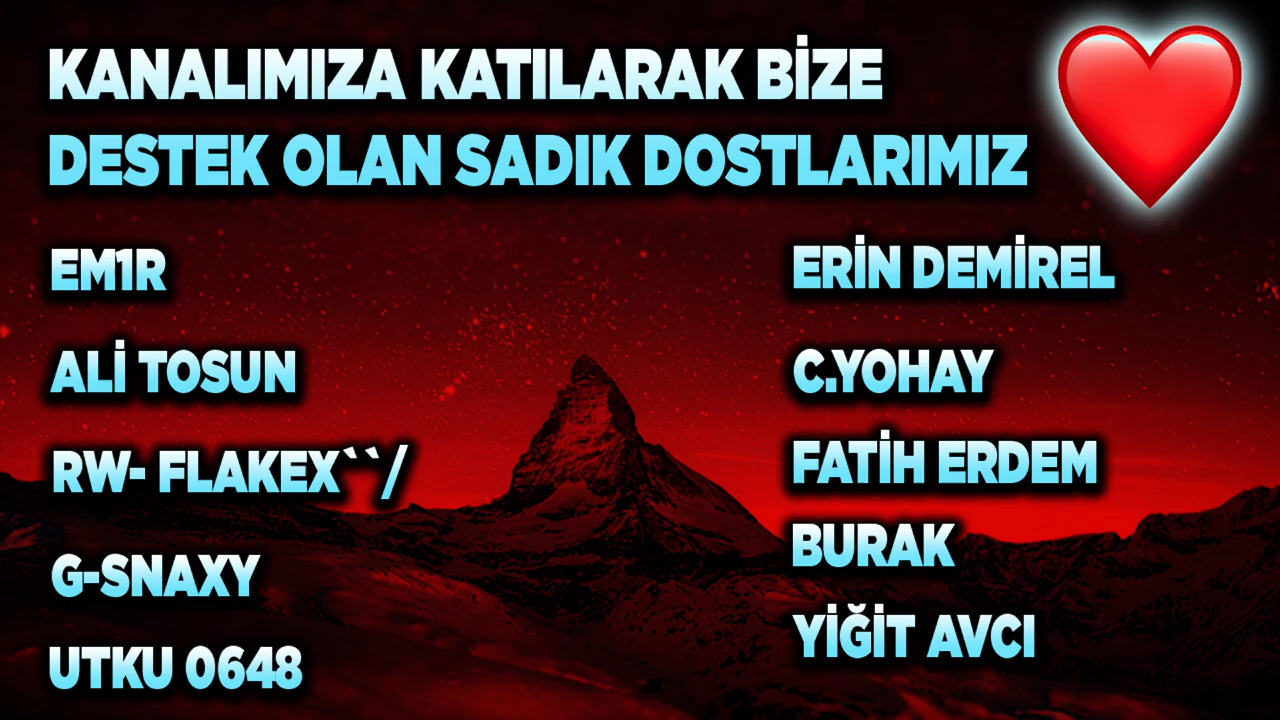 KANALIMIZA KATILARAK BİZE
DESTEK OLAN SADIK DOSTLARIMIZ
EM1R
ALİ TOSUN
RW- FLAKEX``/
G-SNAXY
UTKU 0648
ERİN DEMİREL
C.YOHAY
FATİH ERDEM
BURAK
YİĞİT AVCI